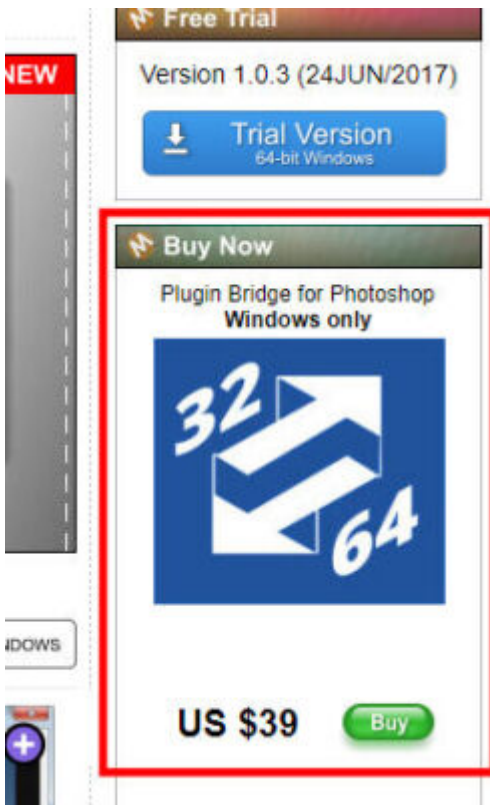 NEW
Free Trial
Version 1.0.3 (24JUN/2017)
Trial Version
64-bit Windows
Buy Now
Plugin Bridge for Photoshop
Windows only
32
64
US $39
Buy